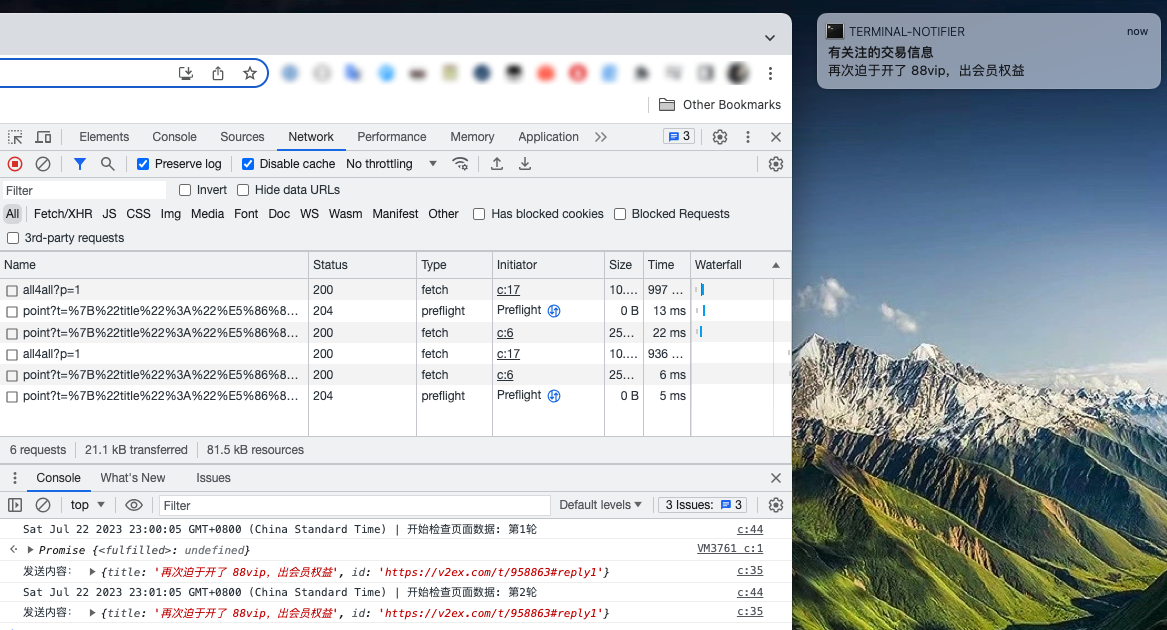 TERMINAL-NOTIFIER now
有关注的交易信息
再次迫于开了 88vip，出会员权益
Other Bookmarks
Elements Console Sources Network Performance Memory Application 3
Preserve log Disable cache No throttling
Filter Invert Hide data URLs
All Fetch/XHR JS CSS Img Media Font Doc WS Wasm Manifest Other Has blocked cookies Blocked Requests
3rd-party requests
Name Status Type Initiator Size Time Waterfall
all4all?p=1 200 fetch c:17 10.… 997 …
point?t=%7B%22title%22%3A%22%E5%86%8… 204 preflight Preflight 0 B 13 ms
point?t=%7B%22title%22%3A%22%E5%86%8… 200 fetch c:6 25… 22 ms
all4all?p=1 200 fetch c:17 10.… 936 …
point?t=%7B%22title%22%3A%22%E5%86%8… 200 fetch c:6 25… 6 ms
point?t=%7B%22title%22%3A%22%E5%86%8… 204 preflight Preflight 0 B 5 ms
6 requests 21.1 kB transferred 81.5 kB resources
Console What's New Issues
top Filter Default levels 3 Issues: 3
Sat Jul 22 2023 23:00:05 GMT+0800 (China Standard Time) | 开始检查页面数据: 第1轮 c:44
Promise {<fulfilled>: undefined} VM3761 c:1
发送内容: {title: '再次迫于开了 88vip，出会员权益', id: 'https://v2ex.com/t/958863#reply1'} c:35
Sat Jul 22 2023 23:01:05 GMT+0800 (China Standard Time) | 开始检查页面数据: 第2轮 c:44
发送内容: {title: '再次迫于开了 88vip，出会员权益', id: 'https://v2ex.com/t/958863#reply1'} c:35